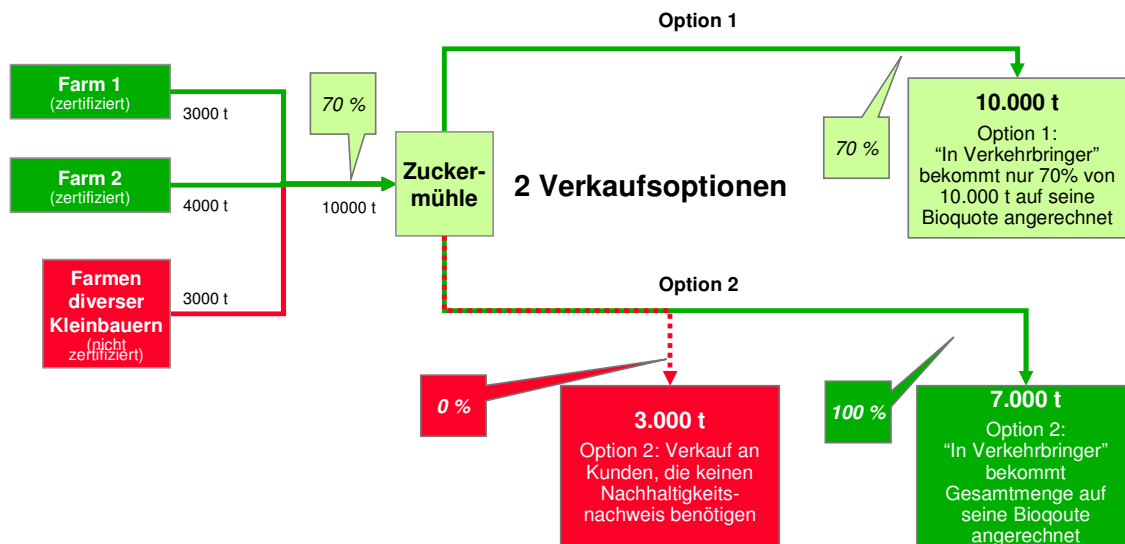 Option 1
Farm 1
(zertifiziert)
3000 t
70 %
Farm 2
(zertifiziert)
4000 t
10000 t
Zucker-
mühle
2 Verkaufsoptionen
70 %
10.000 t
Option 1:
“In Verkehrbringer”
bekommt nur 70% von
10.000 t auf seine
Bioquote angerechnet
Farmen
diverser
Kleinbauern
(nicht
zertifiziert)
3000 t
Option 2
0 %
3.000 t
Option 2: Verkauf an
Kunden, die keinen
Nachhaltigkeits-
nachweis benötigen
100 %
7.000 t
Option 2:
“In Verkehrbringer”
bekommt
Gesamtmenge auf
seine Bioqoute
angerechnet